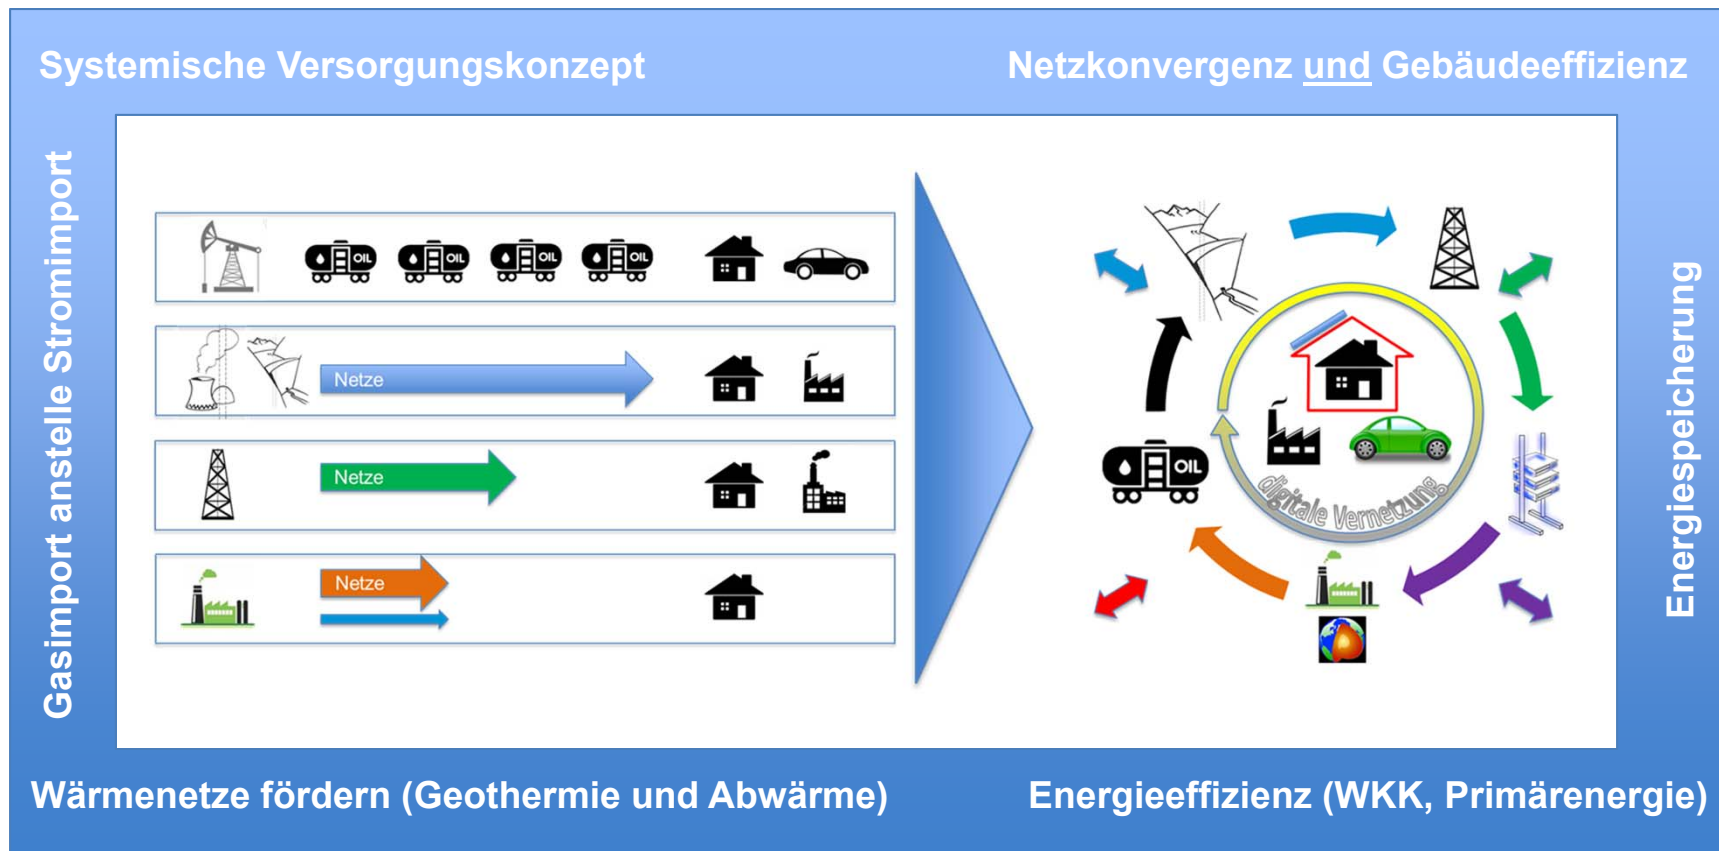 Systemische Versorgungskonzept
Netzkonvergenz und Gebäudeeffizienz
Gasimport anstelle Stromimport
OIL
OIL
OIL
OIL
Netze
Netze
Netze
OIL
digitale Vernetzung
Energiespeicherung
Wärmenetze fördern (Geothermie und Abwärme)
Energieeffizienz (WKK, Primärenergie)